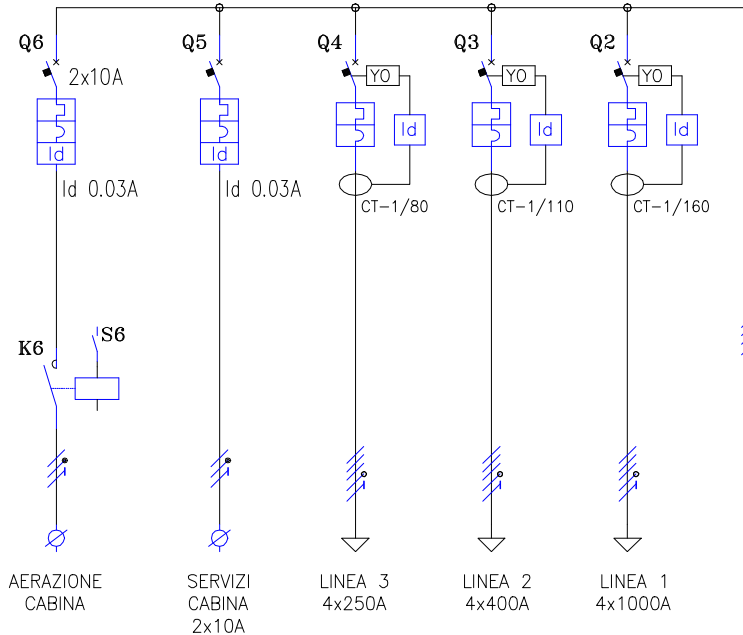 Q6
Q5
Q4
Q3
Q2
2x10A
YO
YO
YO
Id
Id
Id
Id
Id
Id 0.03A
Id 0.03A
CT-1/80
CT-1/110
CT-1/160
K6
S6
AERAZIONE
CABINA
SERVIZI
CABINA
2x10A
LINEA 3
4x250A
LINEA 2
4x400A
LINEA 1
4x1000A